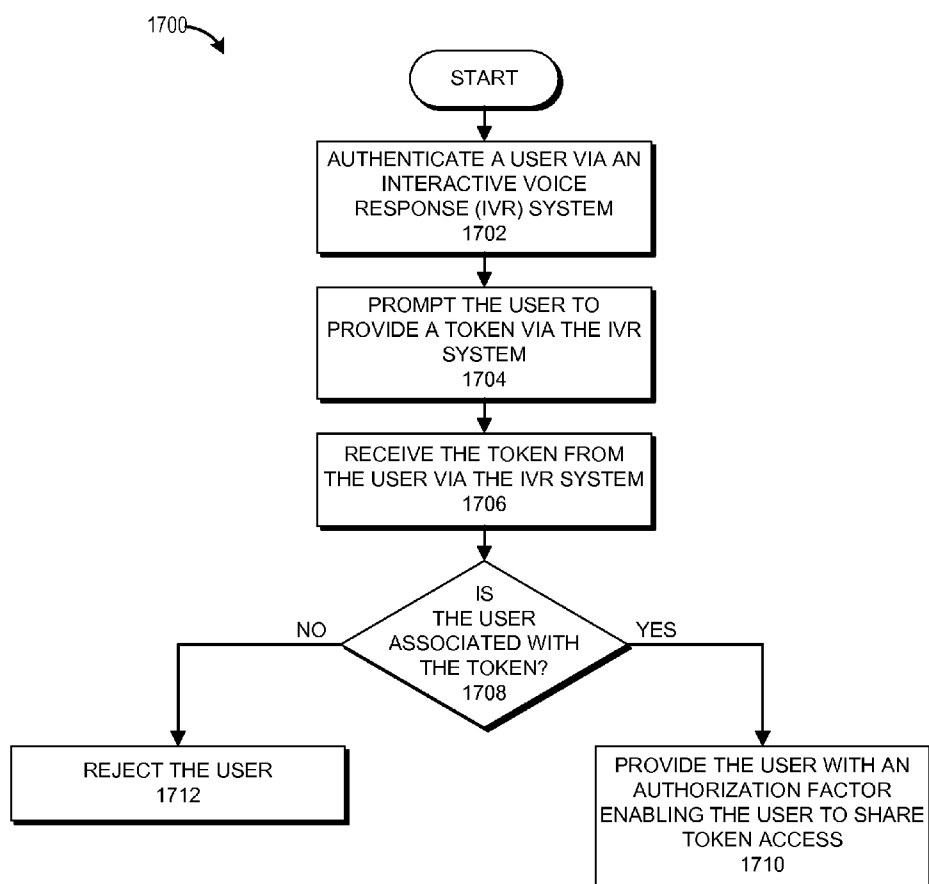 1700
START
AUTHENTICATE A USER VIA AN
INTERACTIVE VOICE
RESPONSE (IVR) SYSTEM
1702
PROMPT THE USER TO
PROVIDE A TOKEN VIA THE IVR
SYSTEM
1704
RECEIVE THE TOKEN FROM
THE USER VIA THE IVR SYSTEM
1706
IS
THE USER
ASSOCIATED WITH
THE TOKEN?
1708
NO
YES
REJECT THE USER
1712
PROVIDE THE USER WITH AN
AUTHORIZATION FACTOR
ENABLING THE USER TO SHARE
TOKEN ACCESS
1710